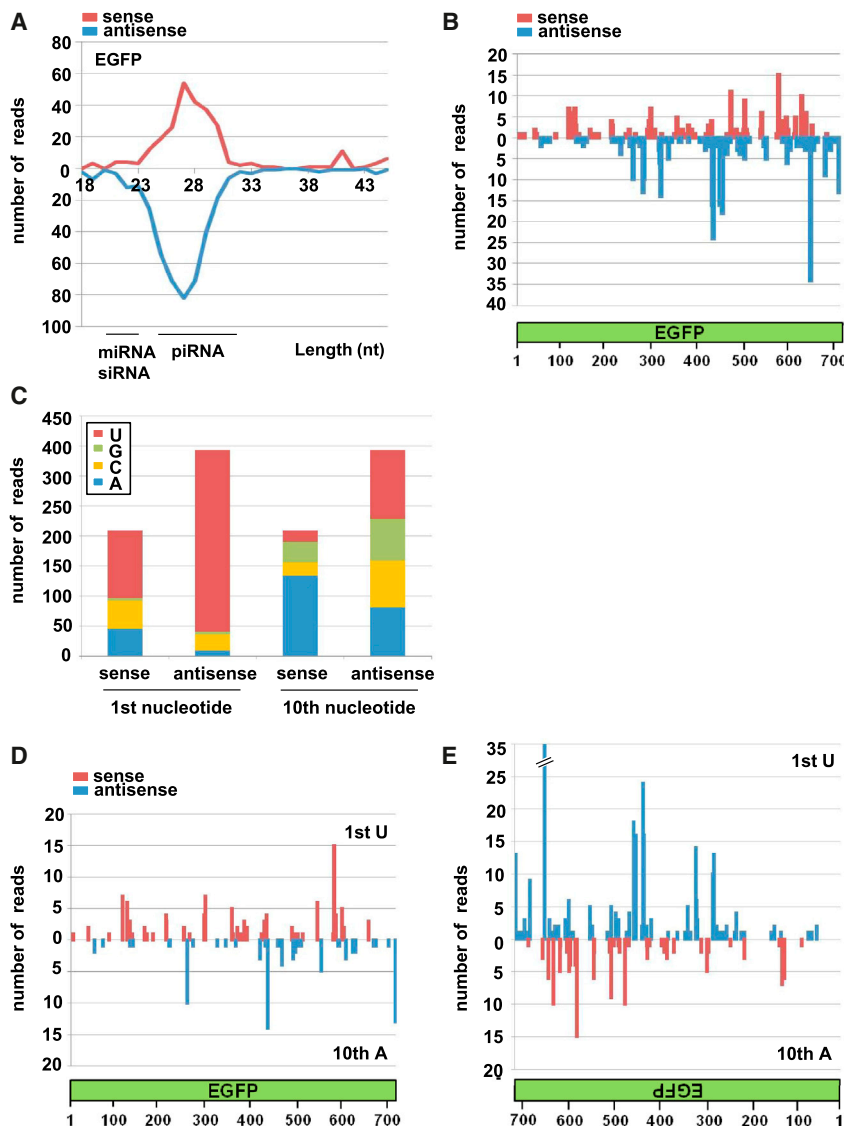 A
sense
antisense
EGFP
number of reads
80
60
40
20
0
20
40
60
80
100
18 23 28 33 38 43
miRNA
siRNA
piRNA
Length (nt)
B
sense
antisense
number of reads
20
15
10
5
0
5
10
15
20
25
30
35
40
EGFP
1 100 200 300 400 500 600 700
C
number of reads
450
400
350
300
250
200
150
100
50
0
U
G
C
A
sense antisense sense antisense
1st nucleotide 10th nucleotide
D
sense
antisense
number of reads
20
15
10
5
0
5
10
15
20
1st U
10th A
EGFP
1 100 200 300 400 500 600 700
E
number of reads
35
25
20
15
10
5
0
5
10
15
20
1st U
10th A
EGFP
700 600 500 400 300 200 100 1